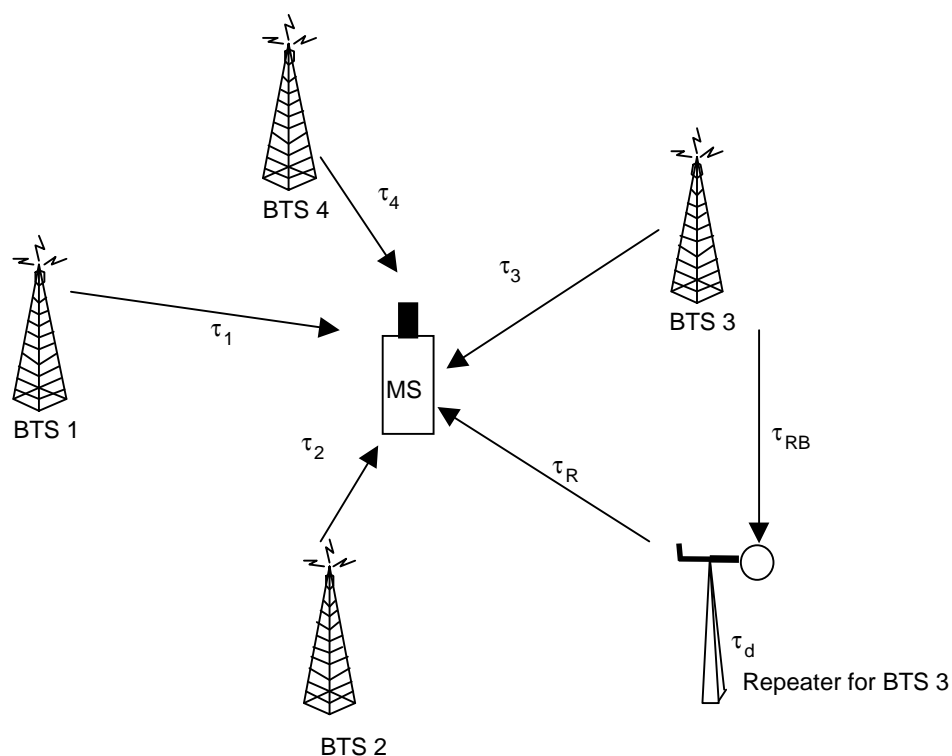 τ4
BTS 4
τ3
BTS 3
τ1
MS
BTS 1
τ2
τRB
τR
τd
Repeater for BTS 3
BTS 2